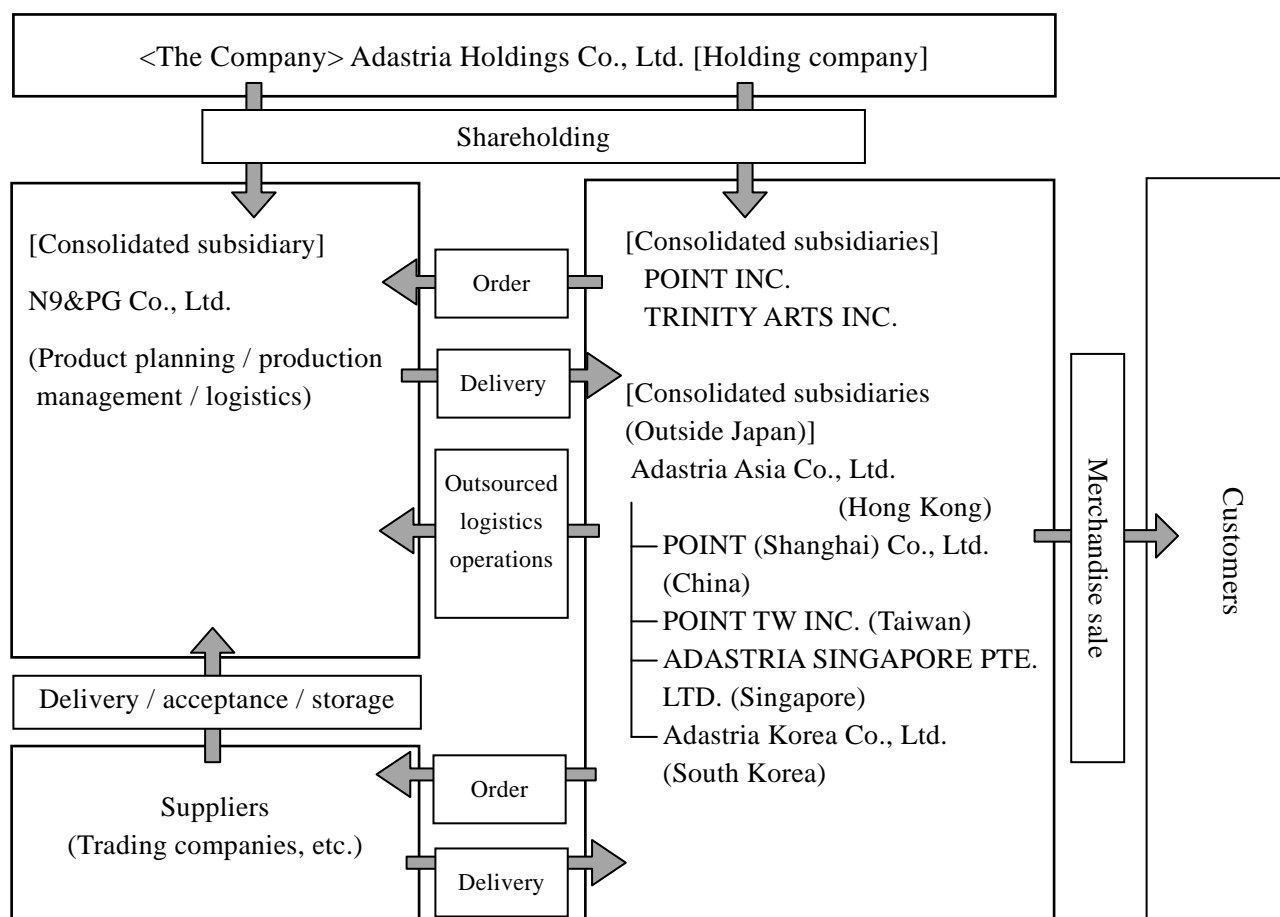 <The Company> Adastria Holdings Co., Ltd. [Holding company]
Shareholding
[Consolidated subsidiary]
N9&PG Co., Ltd.
(Product planning / production
management / logistics)
Order
Delivery
Outsourced
logistics
operations
[Consolidated subsidiaries]
POINT INC.
TRINITY ARTS INC.
[Consolidated subsidiaries
(Outside Japan)]
Adastria Asia Co., Ltd.
(Hong Kong)
POINT (Shanghai) Co., Ltd.
(China)
POINT TW INC. (Taiwan)
ADASTRIA SINGAPORE PTE.
LTD. (Singapore)
Adastria Korea Co., Ltd.
(South Korea)
Merchandise sale
Customers
Delivery / acceptance / storage
Suppliers
(Trading companies, etc.)
Order
Delivery